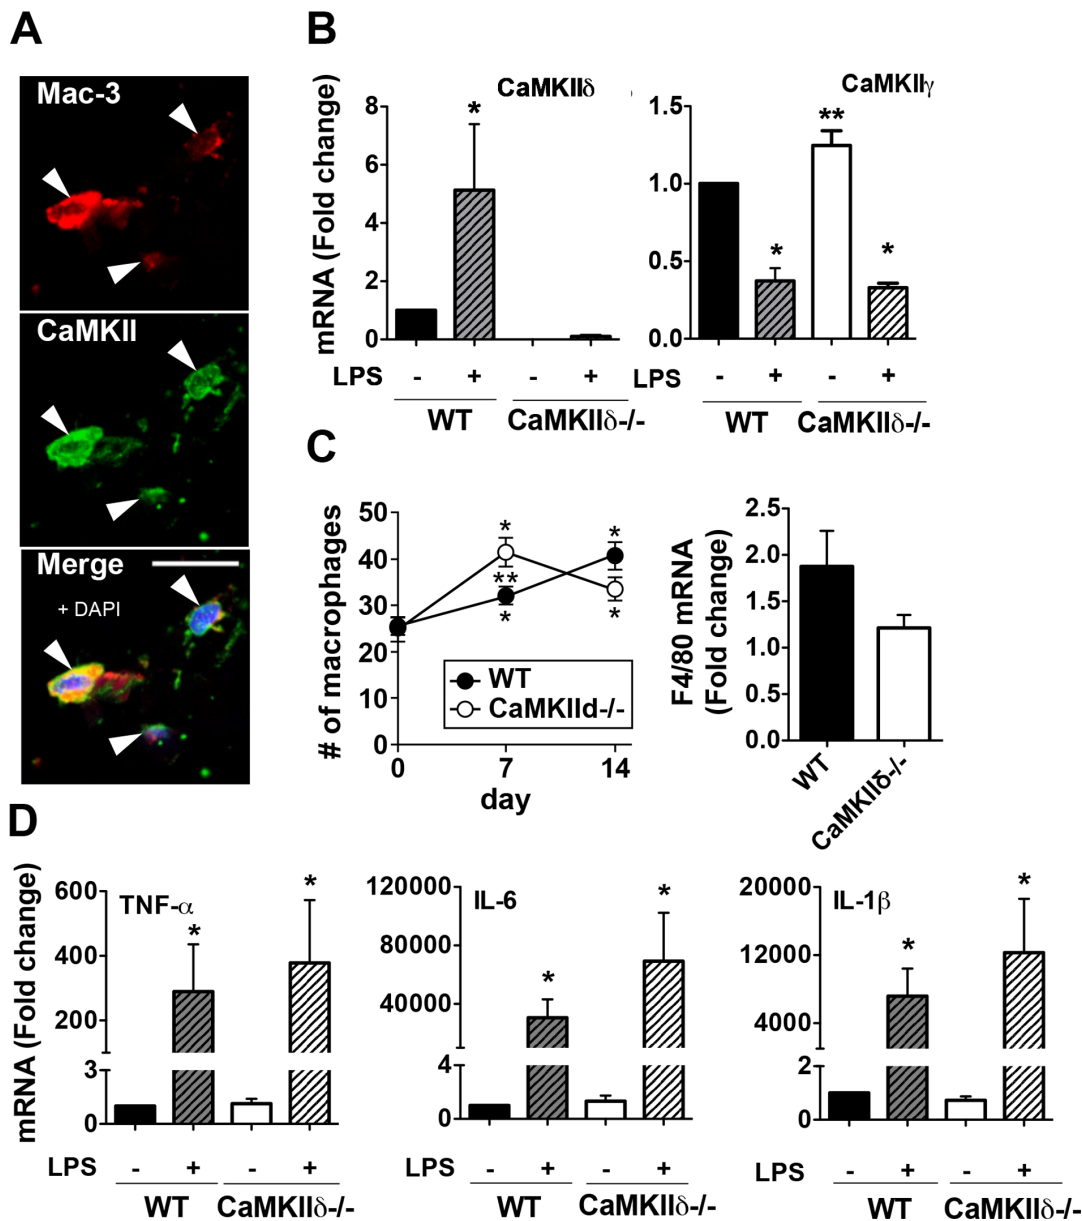 A
Mac-3
CaMKII
Merge
+ DAPI
B
mRNA (Fold change)
CaMKIIδ
8
6
4
2
0
*
LPS - + - +
WT CaMKIIδ-/-
CaMKIIγ
1.5
1.0
0.5
0.0
**
*
*
LPS - + - +
WT CaMKIIδ-/-
C
# of macrophages
50
40
30
20
10
0
* *
**
* *
WT
CaMKIId-/-
0 7 14
day
F4/80 mRNA
(Fold change)
2.5
2.0
1.5
1.0
0.5
0.0
WT
CaMKIIδ-/-
D
mRNA (Fold change)
TNF-α
600
400
200
3
0
*
*
LPS - + - +
WT CaMKIIδ-/-
IL-6
120000
80000
40000
4
0
*
*
LPS - + - +
WT CaMKIIδ-/-
IL-1β
20000
12000
4000
2
0
*
*
LPS - + - +
WT CaMKIIδ-/-